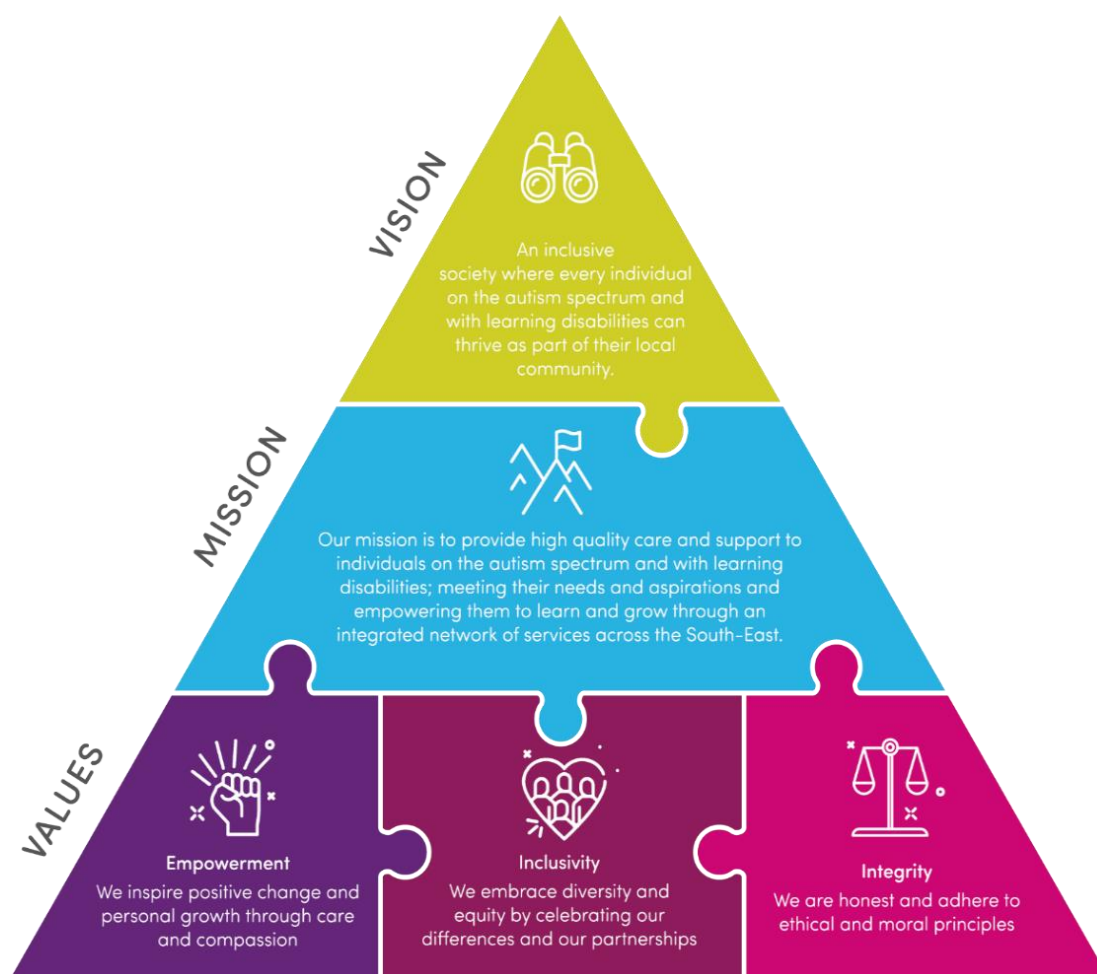 VISION
An inclusive
society where every individual
on the autism spectrum and
with learning disabilities can
thrive as part of their local
community.
MISSION
Our mission is to provide high quality care and support to
individuals on the autism spectrum and with learning
disabilities; meeting their needs and aspirations and
empowering them to learn and grow through an
integrated network of services across the South-East.
VALUES
Empowerment
We inspire positive change and
personal growth through care
and compassion
Inclusivity
We embrace diversity and
equity by celebrating our
differences and our partnerships
Integrity
We are honest and adhere to
ethical and moral principles